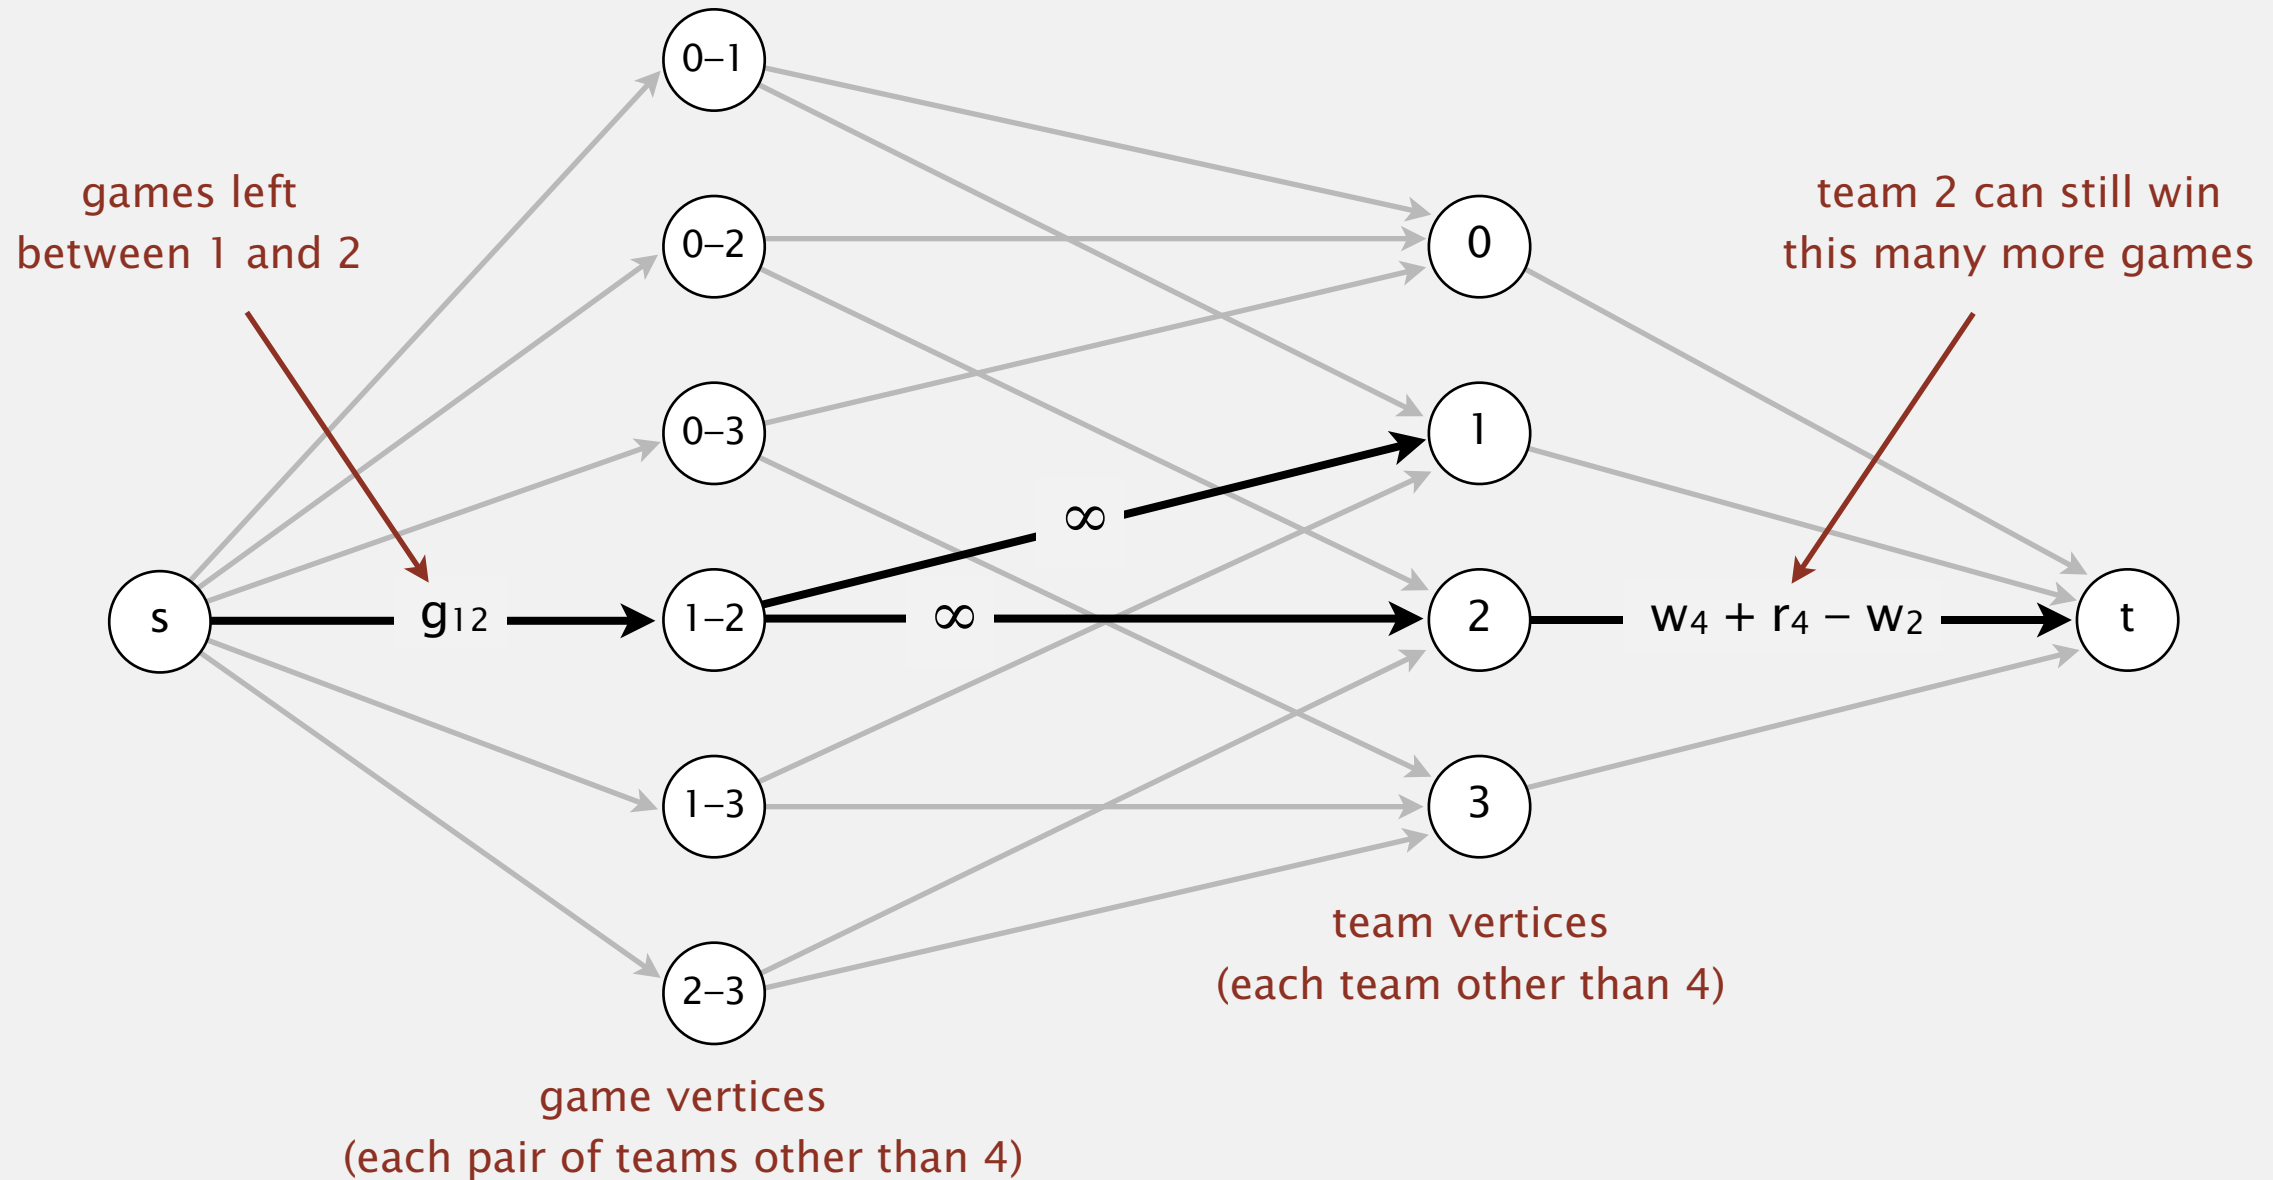 0–1
games left
between 1 and 2
team 2 can still win
this many more games
0–2
0
0–3
1
∞
s
g12
1–2
∞
2
w4 + r4 – w2
t
1–3
3
team vertices
(each team other than 4)
2–3
game vertices
(each pair of teams other than 4)